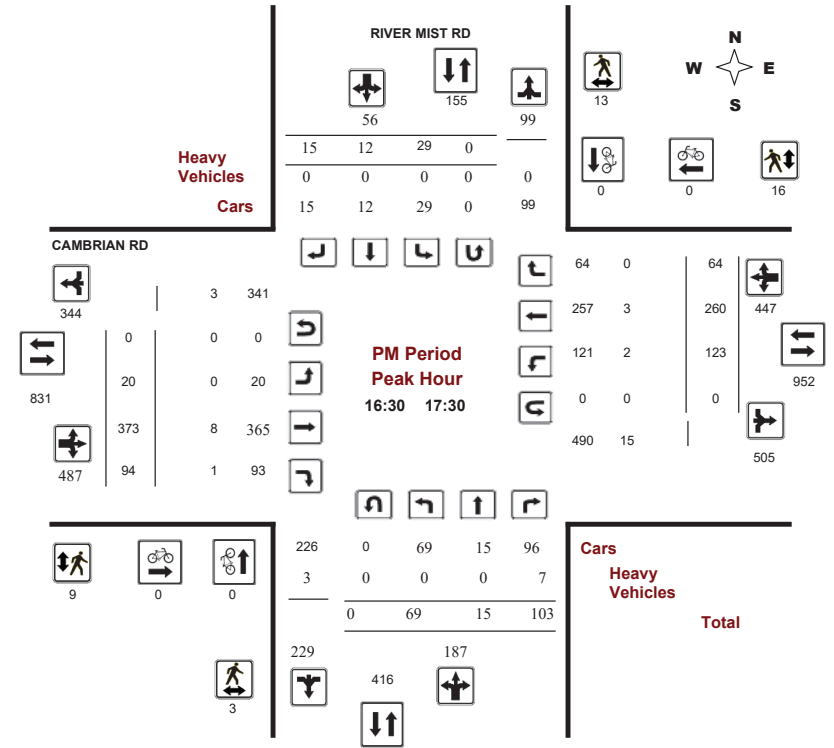 RIVER MIST RD
N
W E
S
155
13
56
99
15 12 29 0
Heavy
Vehicles
0 0 0 0 0
Cars
15 12 29 0 99
0 0 16
CAMBRIAN RD
344
3 341
64 0 64
447
257 3 260
0 0 0
831
PM Period
Peak Hour
16:30 17:30
121 2 123
952
20 0 20
0 0 0
373 8 365
487
490 15
505
94 1 93
226 0 69 15 96
Cars
3 0 0 0 7
Heavy
Vehicles
9 0 0
0 69 15 103
Total
229
187
416
3